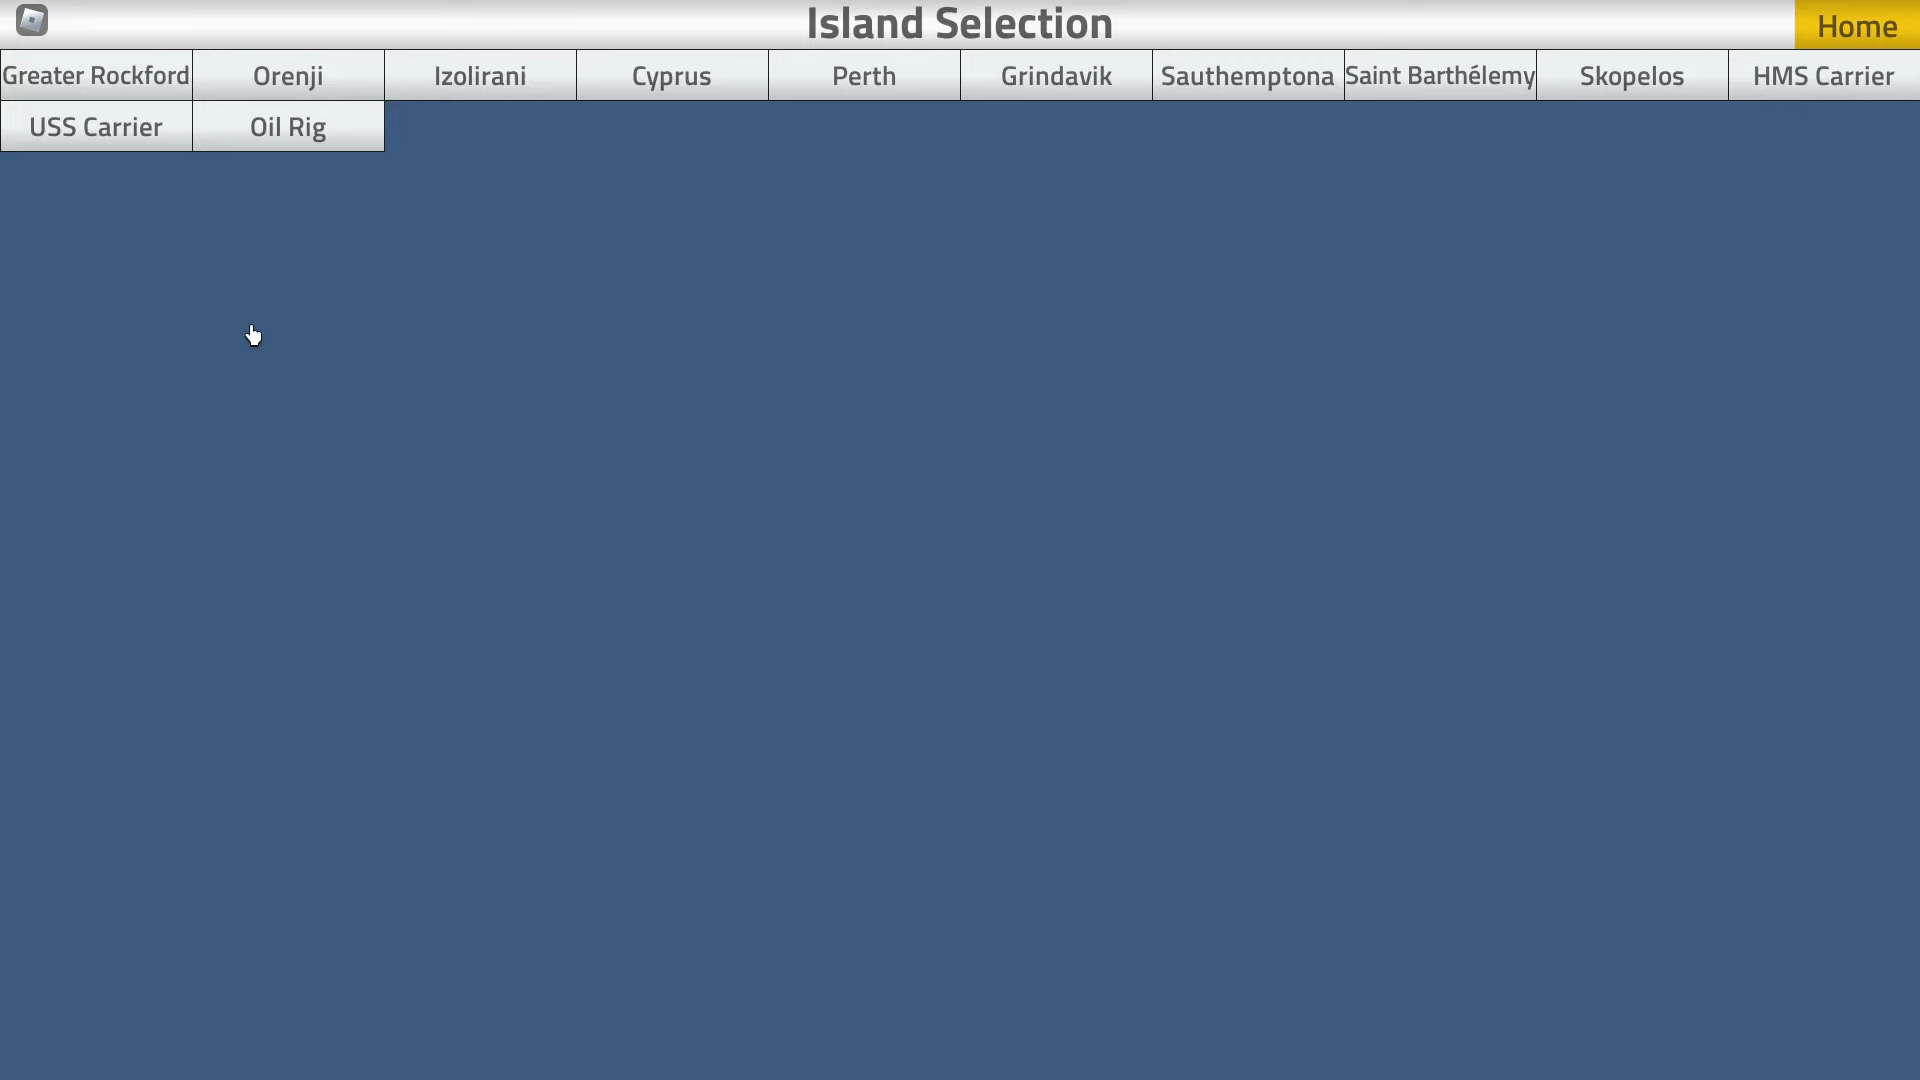 Island Selection
Home
Greater Rockford
Orenji
Izolirani
Cyprus
Perth
Grindavik
Sauthemptona
Saint Barthélemy
Skopelos
HMS Carrier
USS Carrier
Oil Rig